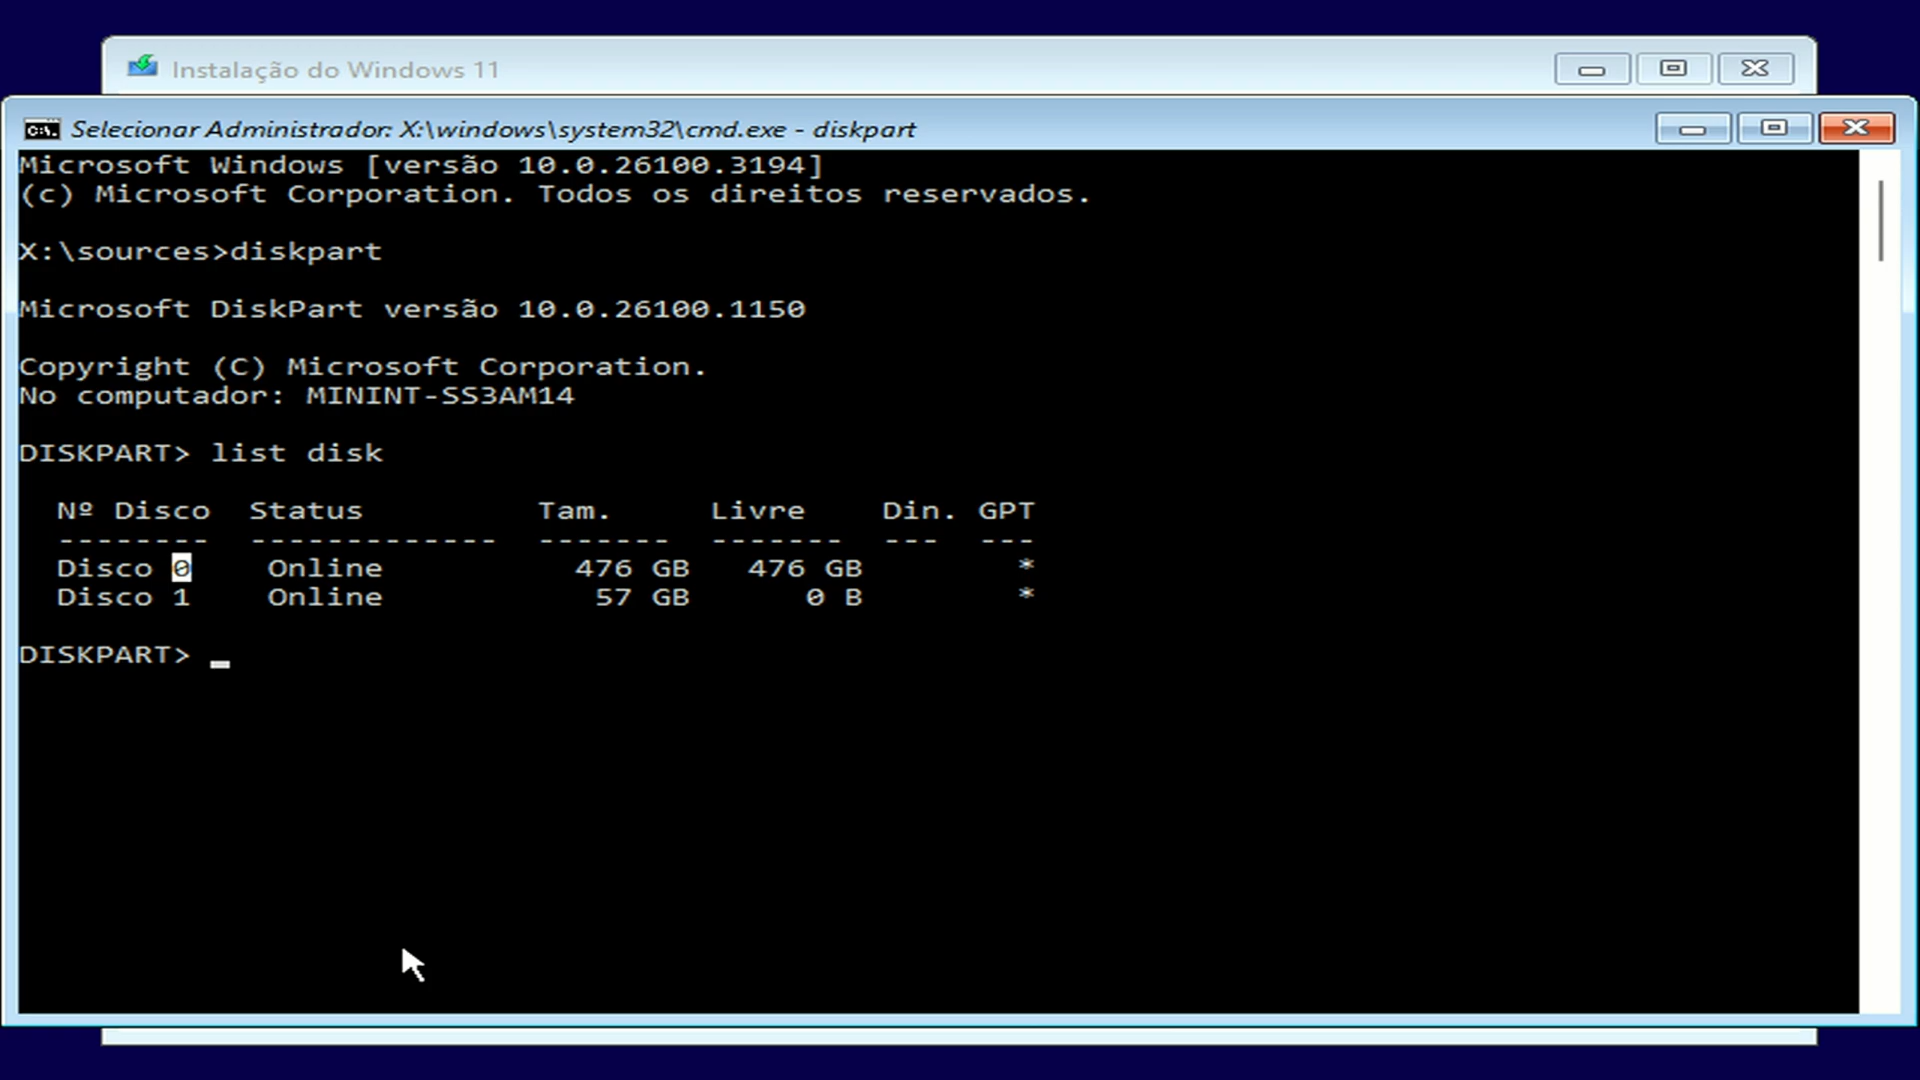 Instalação do Windows 11
Selecionar Administrador: X:\windows\system32\cmd.exe - diskpart
Microsoft Windows [versão 10.0.26100.3194]
(c) Microsoft Corporation. Todos os direitos reservados.
X:\sources>diskpart
Microsoft DiskPart versão 10.0.26100.1150
Copyright (C) Microsoft Corporation.
No computador: MININT-SS3AM14
DISKPART> list disk
Nº Disco  Status  Tam.  Livre  Din.  GPT
--------  -------------  -------  -------  ---  ---
Disco 0  Online  476 GB  476 GB  *
Disco 1  Online  57 GB  0 B  *
DISKPART> _